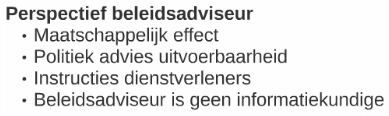 Perspectief beleidsadviseur
• Maatschappelijk effect
• Politiek advies uitvoerbaarheid
• Instructies dienstverleners
• Beleidsadviseur is geen informatiekundige